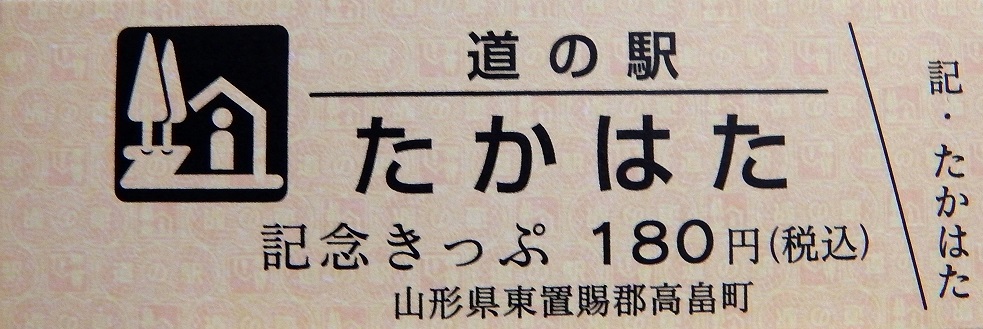 道の駅
たかはた
記念きっぷ 180円(税込)
山形県東置賜郡高畠町
記・たかはた